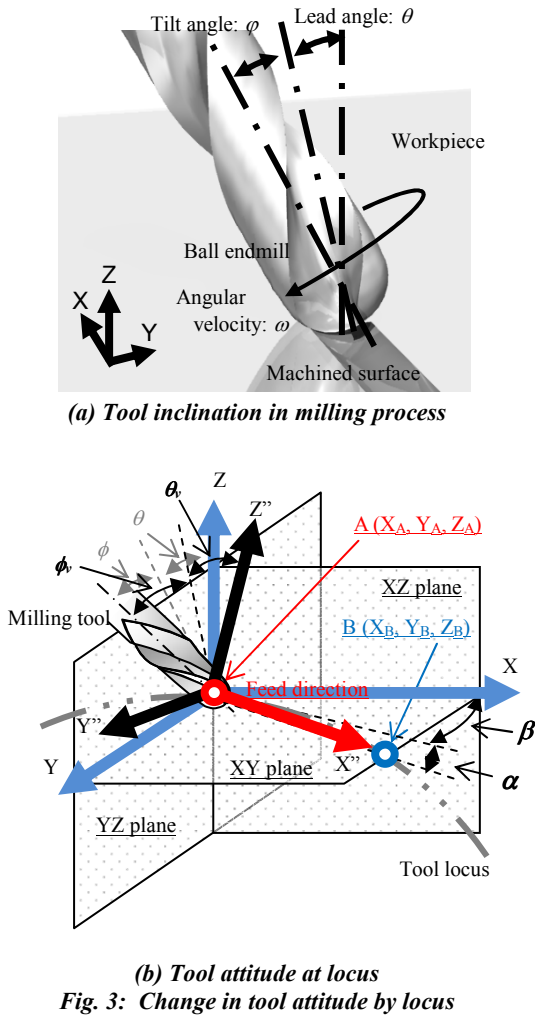 Tilt angle: φ
Lead angle: θ
Workpiece
Ball endmill
Angular
velocity: ω
Machined surface
Z
X
Y
(a) Tool inclination in milling process
θv
Z
Z”
θ
ϕ
ϕv
A (XA, YA, ZA)
XZ plane
B (XB, YB, ZB)
Milling tool
Feed direction
X
Y”
Y
X”
β
α
XY plane
YZ plane
Tool locus
(b) Tool attitude at locus
Fig. 3: Change in tool attitude by locus